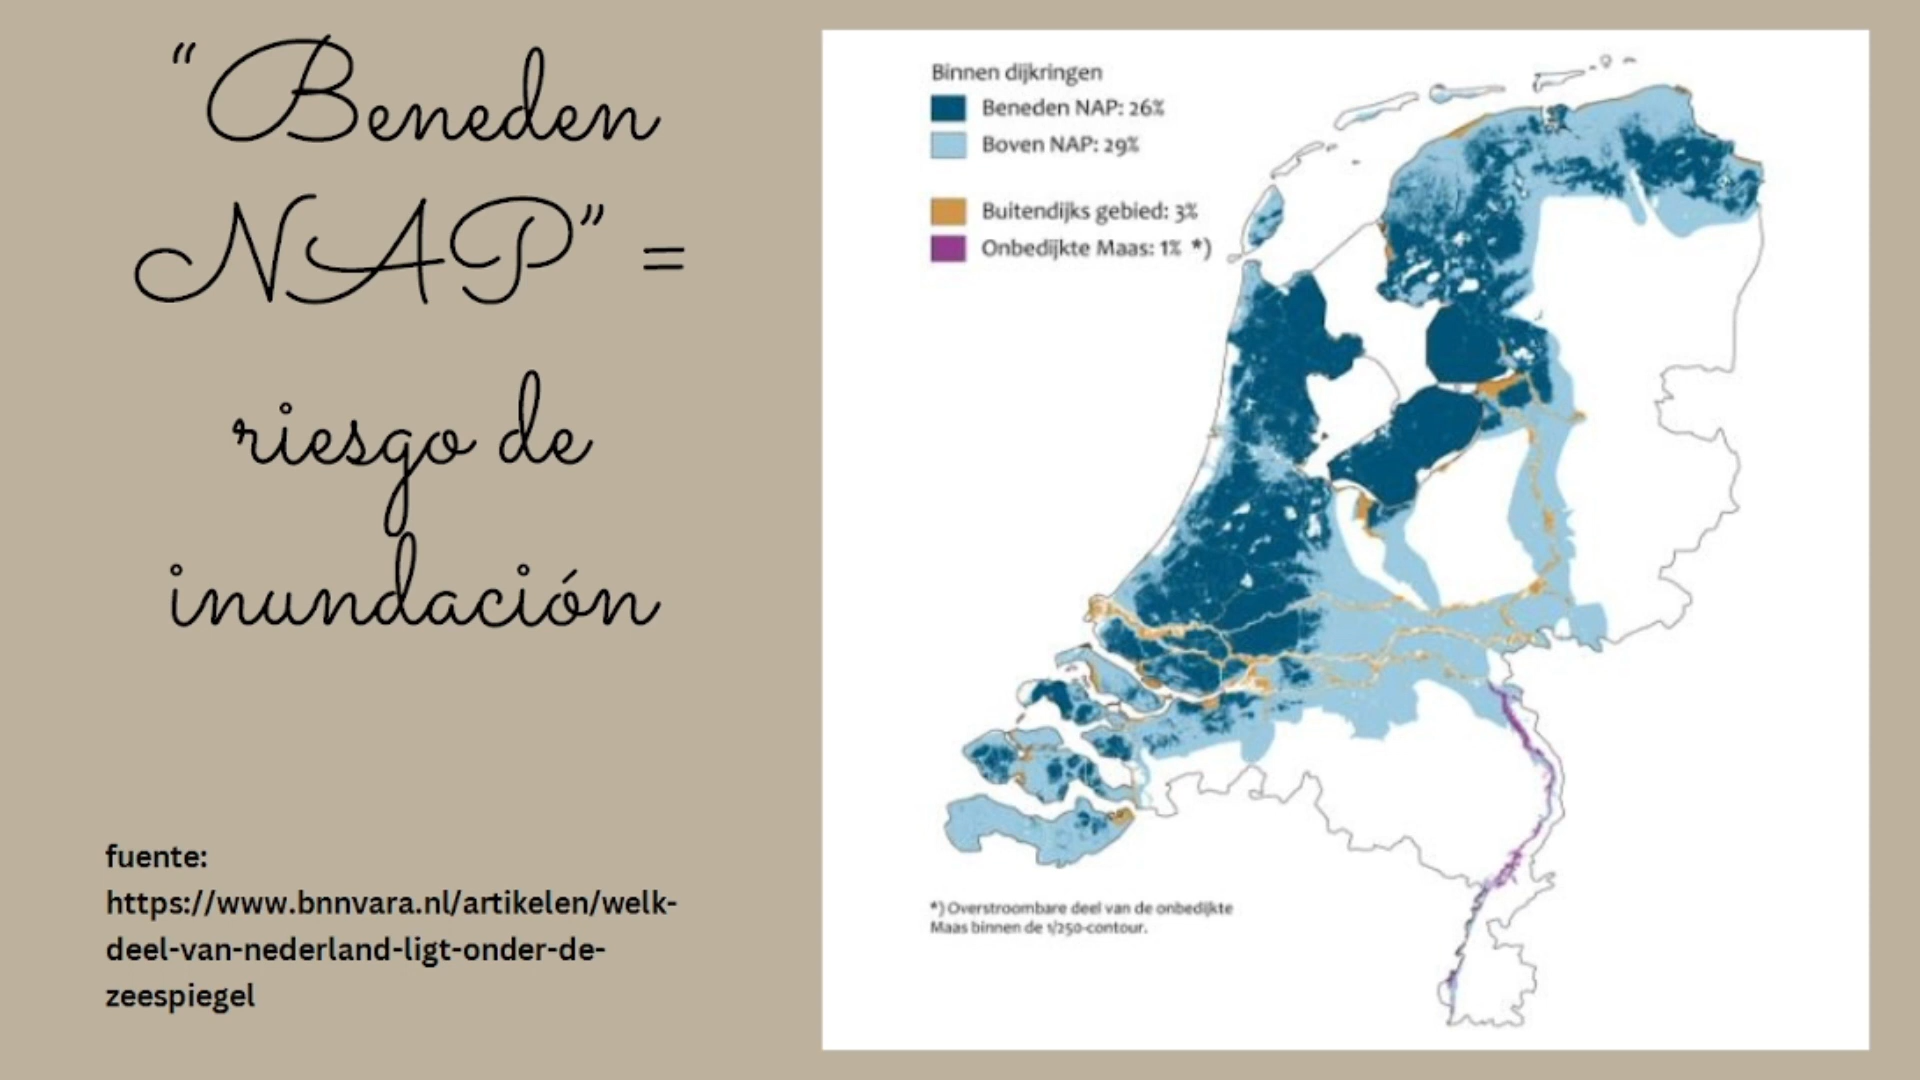 “Beneden
NAP” =
riesgo de
inundación
fuente:
https://www.bnnvara.nl/artikelen/welk-
deel-van-nederland-ligt-onder-de-
zeespiegel
Binnen dijkringen
Beneden NAP: 26%
Boven NAP: 29%
Buitendijks gebied: 3%
Onbedijkte Maas: 1% *)
*) Overstroombare deel van de onbedijkte
Maas binnen de 1/250-contour.